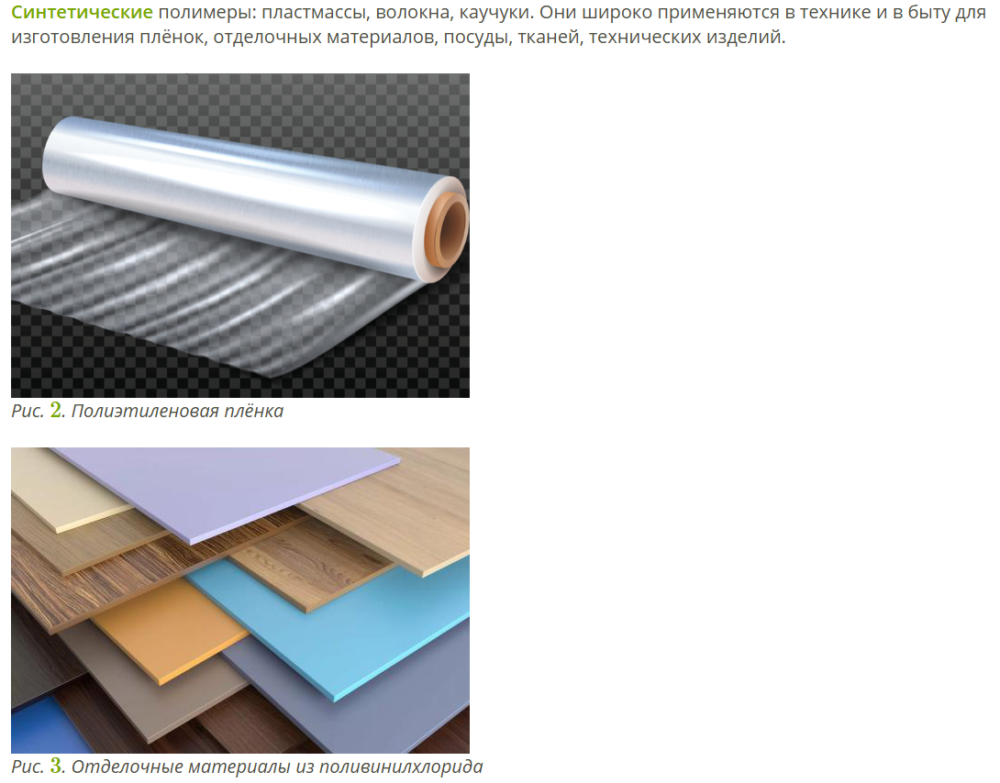 Синтетические полимеры: пластмассы, волокна, каучуки. Они широко применяются в технике и в быту для
изготовления плёнок, отделочных материалов, посуды, тканей, технических изделий.
Рис. 2. Полиэтиленовая плёнка
Рис. 3. Отделочные материалы из поливинилхлорида